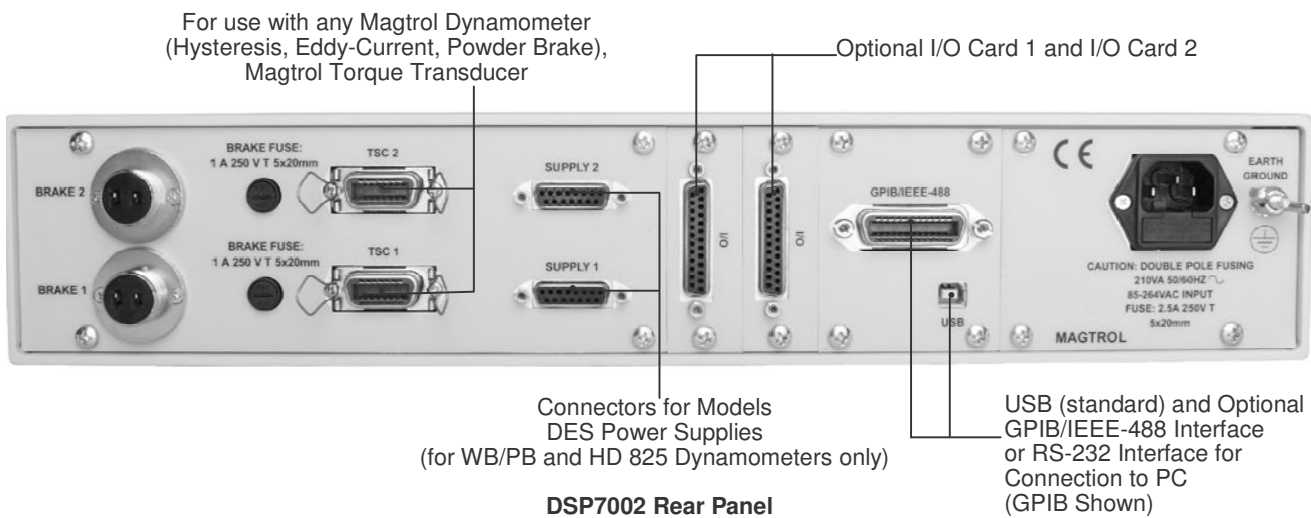 For use with any Magtrol Dynamometer
(Hysteresis, Eddy-Current, Powder Brake),
Magtrol Torque Transducer
Optional I/O Card 1 and I/O Card 2
BRAKE 2
BRAKE FUSE:
1 A 250 V T 5x20mm
TSC 2
SUPPLY 2
BRAKE 1
BRAKE FUSE:
1 A 250 V T 5x20mm
TSC 1
SUPPLY 1
I/O
I/O
GPIB/IEEE-488
USB
CE
EARTH
GROUND
CAUTION: DOUBLE POLE FUSING
210VA 50/60HZ
85-264VAC INPUT
FUSE: 2.5A 250V T
5x20mm
MAGTROL
Connectors for Models
DES Power Supplies
(for WB/PB and HD 825 Dynamometers only)
USB (standard) and Optional
GPIB/IEEE-488 Interface
or RS-232 Interface for
Connection to PC
(GPIB Shown)
DSP7002 Rear Panel